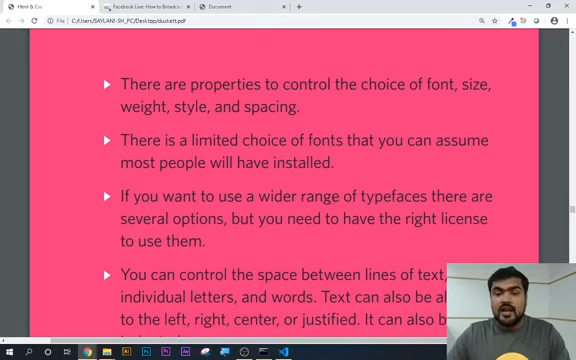 Html & Css
Facebook Live: How to Broadca
Document
File | C:/Users/SAYLANI-SH_PC/Desktop/duckett.pdf
There are properties to control the choice of font, size,
weight, style, and spacing.
There is a limited choice of fonts that you can assume
most people will have installed.
If you want to use a wider range of typefaces there are
several options, but you need to have the right license
to use them.
You can control the space between lines of text,
individual letters, and words. Text can also be al
to the left, right, center, or justified. It can also b